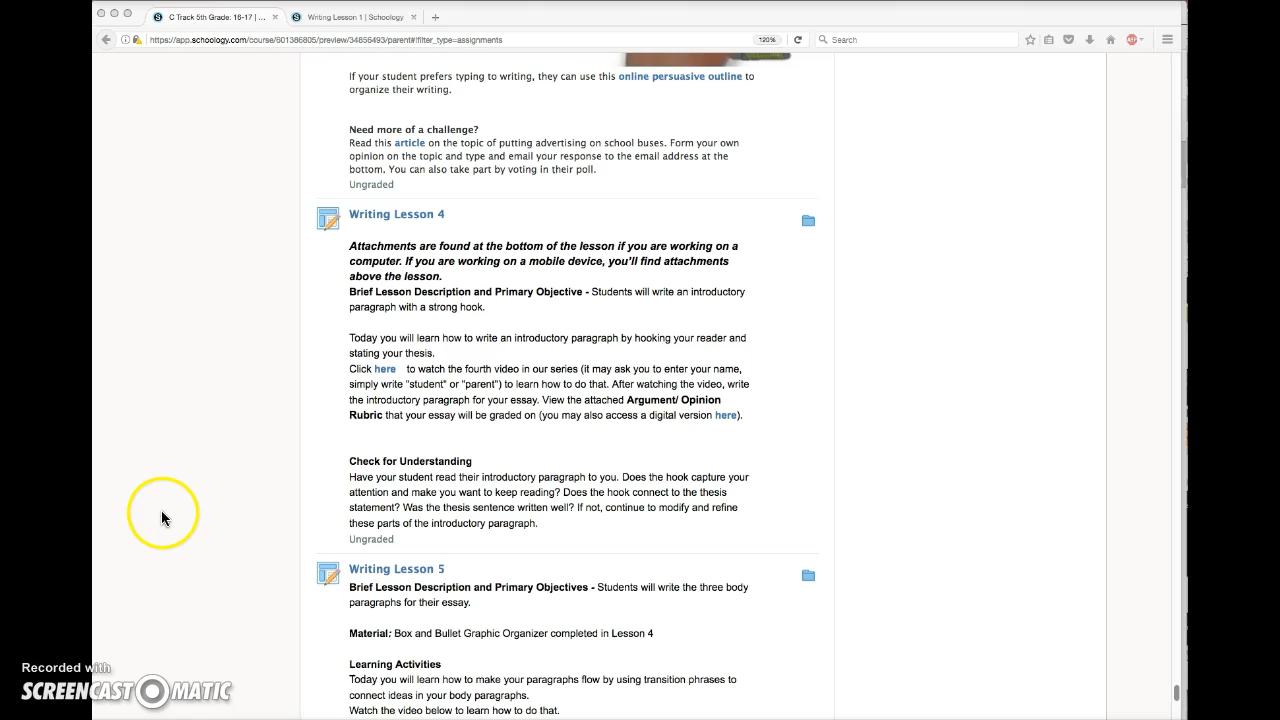 C Track 5th Grade: 16-17 | ...
Writing Lesson 1 | Schoology
https://app.schoology.com/course/601386805/preview/34856493/parent#!filter_type=assignments
120%
Search
If your student prefers typing to writing, they can use this online persuasive outline to
organize their writing.
Need more of a challenge?
Read this article on the topic of putting advertising on school buses. Form your own
opinion on the topic and type and email your response to the email address at the
bottom. You can also take part by voting in their poll.
Ungraded
Writing Lesson 4
Attachments are found at the bottom of the lesson if you are working on a
computer. If you are working on a mobile device, you'll find attachments
above the lesson.
Brief Lesson Description and Primary Objective - Students will write an introductory
paragraph with a strong hook.
Today you will learn how to write an introductory paragraph by hooking your reader and
stating your thesis.
Click here to watch the fourth video in our series (it may ask you to enter your name,
simply write "student" or "parent") to learn how to do that. After watching the video, write
the introductory paragraph for your essay. View the attached Argument/ Opinion
Rubric that your essay will be graded on (you may also access a digital version here).
Check for Understanding
Have your student read their introductory paragraph to you. Does the hook capture your
attention and make you want to keep reading? Does the hook connect to the thesis
statement? Was the thesis sentence written well? If not, continue to modify and refine
these parts of the introductory paragraph.
Ungraded
Writing Lesson 5
Brief Lesson Description and Primary Objectives - Students will write the three body
paragraphs for their essay.
Material: Box and Bullet Graphic Organizer completed in Lesson 4
Learning Activities
Today you will learn how to make your paragraphs flow by using transition phrases to
connect ideas in your body paragraphs.
Watch the video below to learn how to do that.
Recorded with
SCREENCAST-O-MATIC